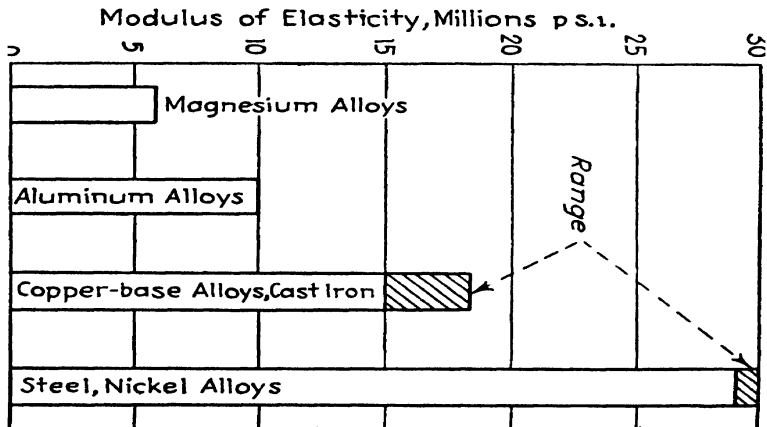 Modulus of Elasticity, Millions p s.ı.
0 5 10 15 20 25 30
Magnesium Alloys
Range
Aluminum Alloys
Copper-base Alloys, Cast Iron
Steel, Nickel Alloys